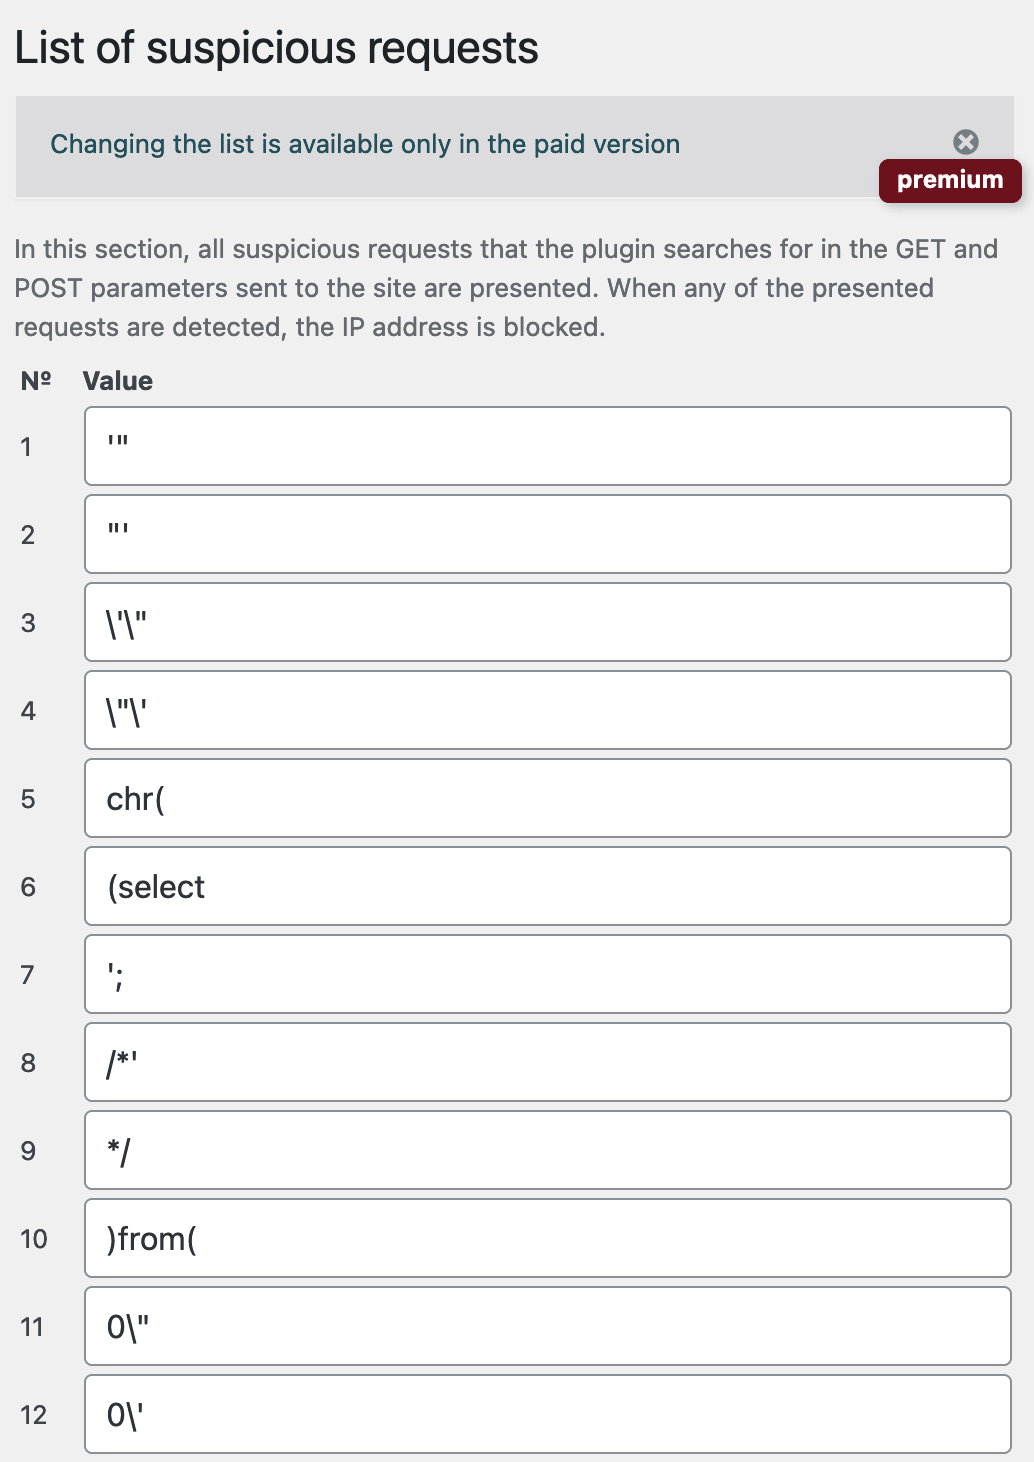 List of suspicious requests
Changing the list is available only in the paid version
premium
In this section, all suspicious requests that the plugin searches for in the GET and
POST parameters sent to the site are presented. When any of the presented
requests are detected, the IP address is blocked.
Nº Value
1 '"
2 "'
3 \'\"
4 \"\'
5 chr(
6 (select
7 ';
8 /*'
9 */
10 )from(
11 0\"
12 0\'